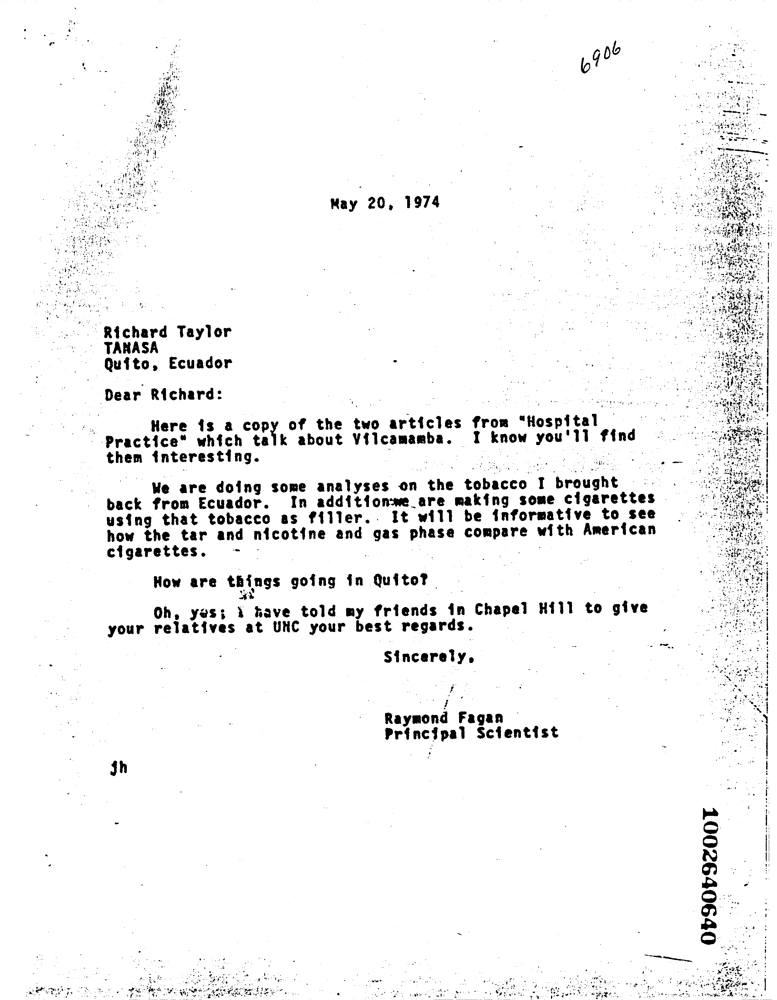 6906
May 20, 1974
Richard Taylor
TANASA
Quito, Ecuador
Dear Richard:
Here is a copy of the two articles from "Hospital
Practice" which talk about Vilcamamba. I know you'll find
them interesting.
We are doing some analyses on the tobacco I brought
back from Ecuador. In addition we are making some cigarettes
using that tobacco as filler. It will be informative to see
how the tar and nicotine and gas phase compare with American
cigarettes.
How are things going in Quito?
Oh, yes; I have told my friends in Chapel Hill to give
your relatives at UNC your best regards.
Sincerely,
Raymond Fagan
Principal Scientist
jh
1002640640